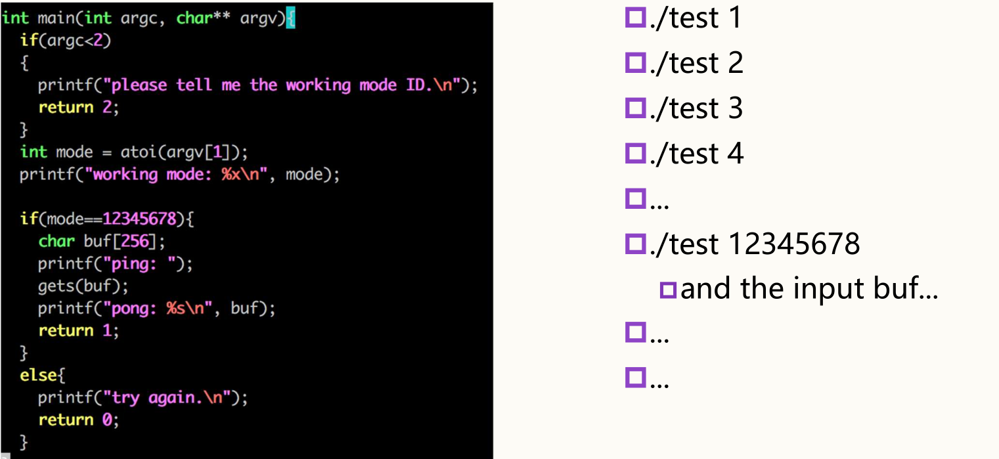 int main(int argc, char** argv){
if(argc<2)
{
printf("please tell me the working mode ID.\n");
return 2;
}
int mode = atoi(argv[1]);
printf("working mode: %x\n", mode);
if(mode==12345678){
char buf[256];
printf("ping: ");
gets(buf);
printf("pong: %s\n", buf);
return 1;
}
else{
printf("try again.\n");
return 0;
}
./test 1
./test 2
./test 3
./test 4
...
./test 12345678
and the input buf...
...
...